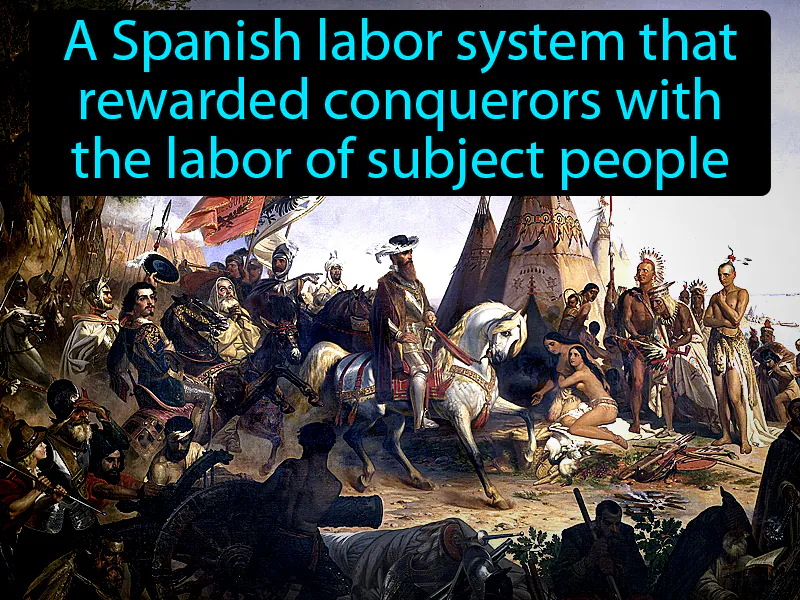 A Spanish labor system that
rewarded conquerors with
the labor of subject people